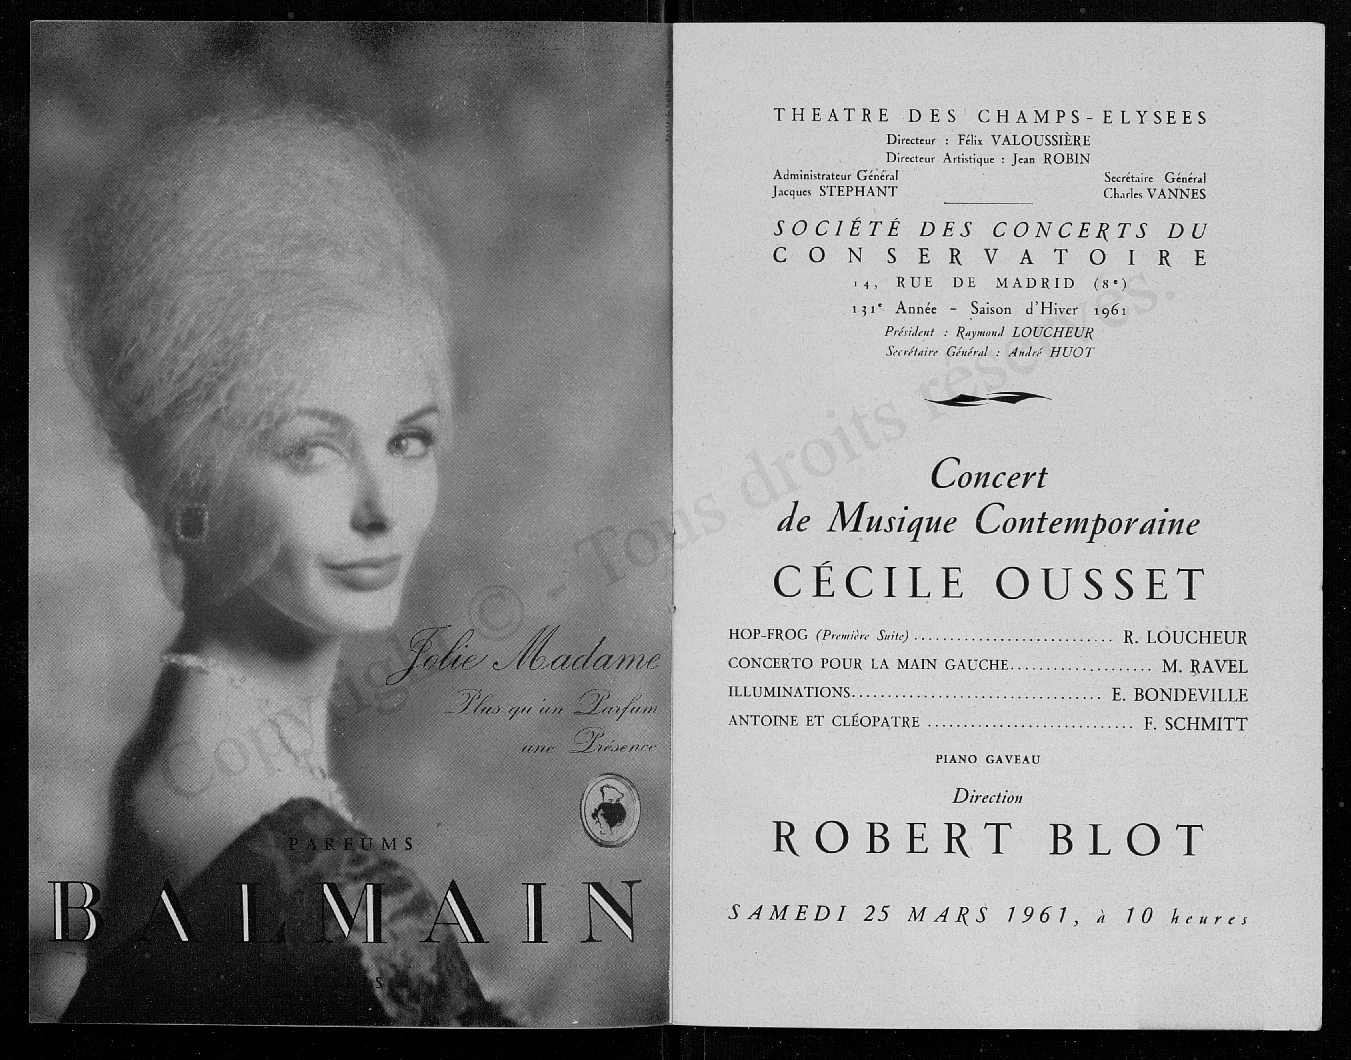 Jolie Madame
Plus qu'un Parfum
une Présence
PARFUMS
BALMAIN
PARIS
THEATRE DES CHAMPS-ELYSEES
Directeur : Félix VALOUSSIÈRE
Directeur Artistique : Jean ROBIN
Administrateur Général
Jacques STEPHANT
Secrétaire Général
Charles VANNES
SOCIÉTÉ DES CONCERTS DU
CONSERVATOIRE
14, RUE DE MADRID (8e)
131e Année - Saison d'Hiver 1961
Président : Raymond LOUCHEUR
Secrétaire Général : André HUOT
Concert
de Musique Contemporaine
CÉCILE OUSSET
HOP-FROG (Première Suite) ............................ R. LOUCHEUR
CONCERTO POUR LA MAIN GAUCHE.................... M. RAVEL
ILLUMINATIONS................................... E. BONDEVILLE
ANTOINE ET CLÉOPATRE ............................. F. SCHMITT
PIANO GAVEAU
Direction
ROBERT BLOT
SAMEDI 25 MARS 1961, à 10 heures
Copyright © - Tous droits réservés.